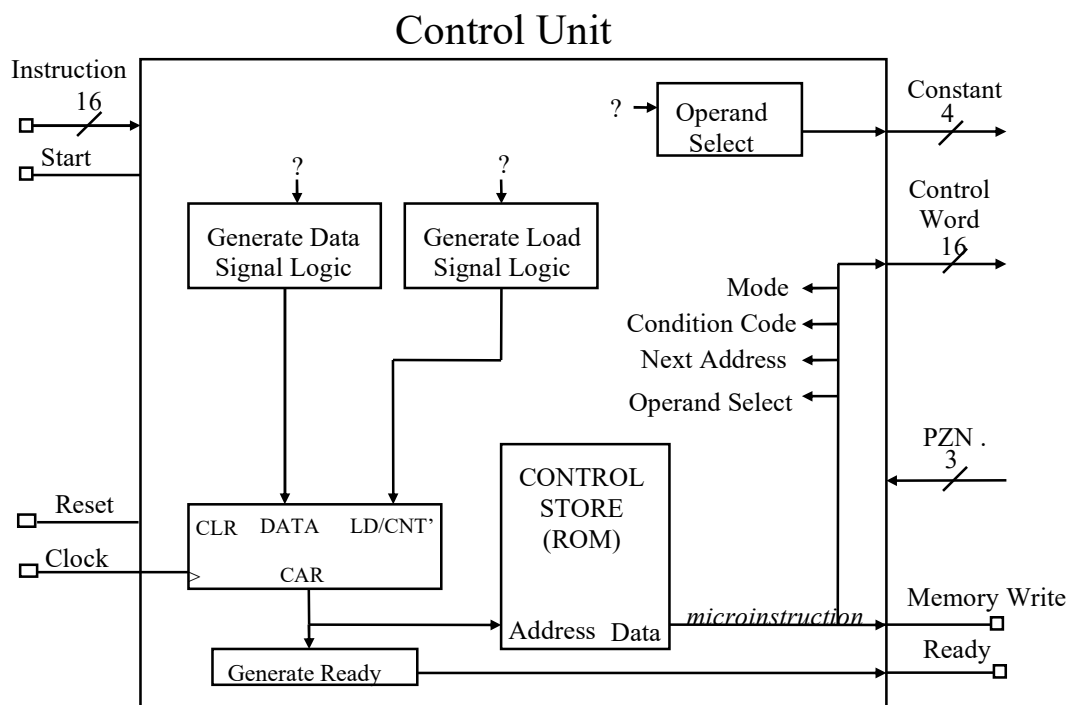 Control Unit
Instruction
16
Start
?
Operand
Select
Constant
4
?
?
Generate Data
Signal Logic
Generate Load
Signal Logic
Control
Word
16
Mode
Condition Code
Next Address
Operand Select
PZN .
3
Reset
Clock
CLR
DATA
LD/CNT’
CAR
CONTROL
STORE
(ROM)
Address
Data
microinstruction
Memory Write
Generate Ready
Ready